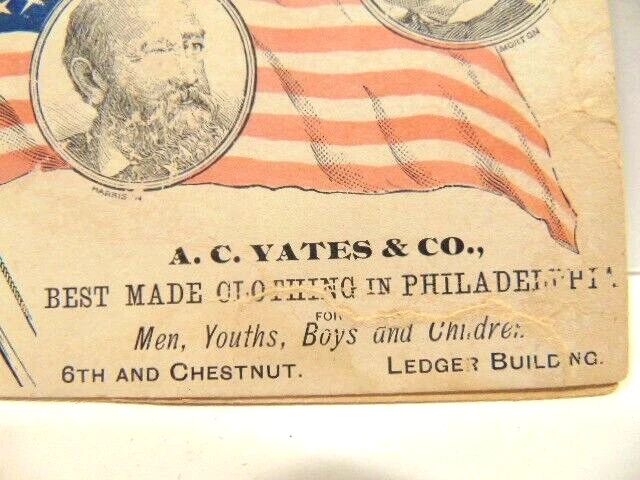 MORTON
HARRIS N
A. C. YATES & CO.,
BEST MADE CLOTHING IN PHILADELPHIA
FOR
Men, Youths, Boys and Children
6TH AND CHESTNUT. LEDGER BUILDING.